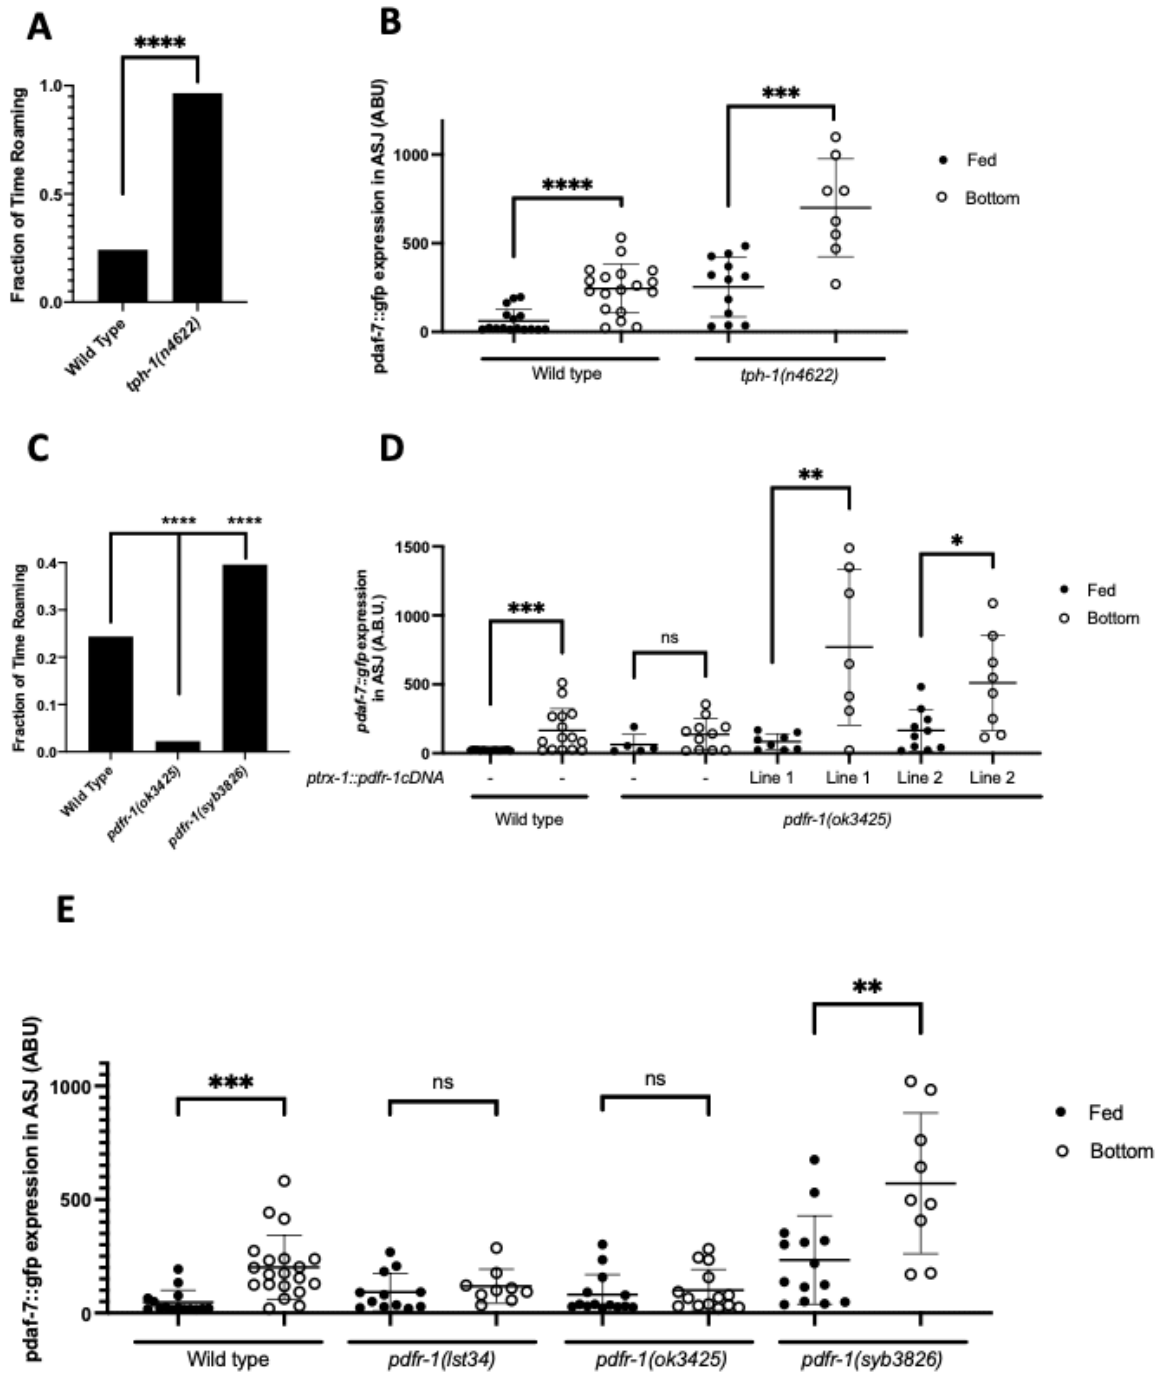 A
****
1.0
0.5
0.0
Fraction of Time Roaming
Wild Type
tph-1(n4622)
B
pdaf-7::gfp expression in ASJ (ABU)
1000
500
0
****
***
Fed
Bottom
Wild type
tph-1(n4622)
C
Fraction of Time Roaming
0.4
0.3
0.2
0.1
0.0
****
****
Wild Type
pdfr-1(ok3425)
pdfr-1(syb3826)
D
pdaf-7::gfp expression
in ASJ (A.B.U.)
1500
1000
500
0
***
ns
**
*
Fed
Bottom
ptrx-1::pdfr-1cDNA
- - - - Line 1 Line 1 Line 2 Line 2
Wild type
pdfr-1(ok3425)
E
pdaf-7::gfp expression in ASJ (ABU)
1000
500
0
***
ns
ns
**
Fed
Bottom
Wild type
pdfr-1(lst34)
pdfr-1(ok3425)
pdfr-1(syb3826)